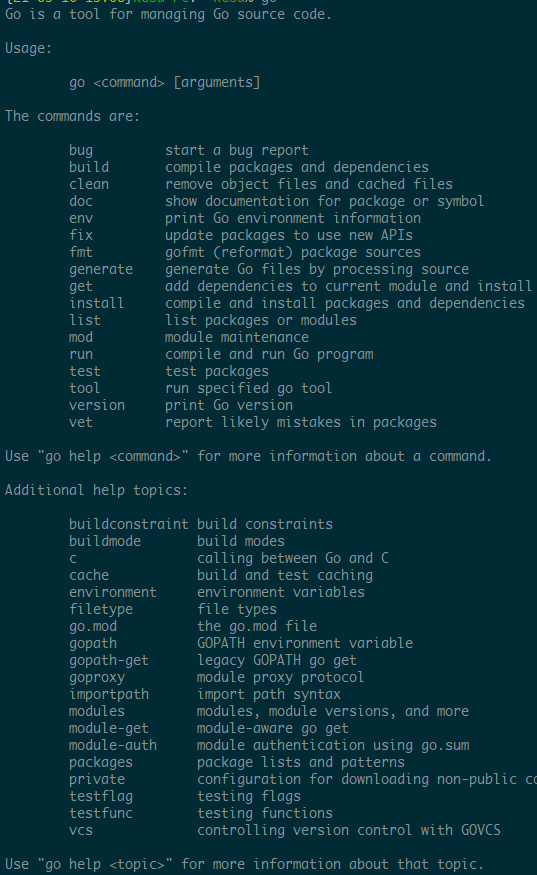 Go is a tool for managing Go source code.
Usage:
go <command> [arguments]
The commands are:
bug start a bug report
build compile packages and dependencies
clean remove object files and cached files
doc show documentation for package or symbol
env print Go environment information
fix update packages to use new APIs
fmt gofmt (reformat) package sources
generate generate Go files by processing source
get add dependencies to current module and install
install compile and install packages and dependencies
list list packages or modules
mod module maintenance
run compile and run Go program
test test packages
tool run specified go tool
version print Go version
vet report likely mistakes in packages
Use "go help <command>" for more information about a command.
Additional help topics:
buildconstraint build constraints
buildmode build modes
c calling between Go and C
cache build and test caching
environment environment variables
filetype file types
go.mod the go.mod file
gopath GOPATH environment variable
gopath-get legacy GOPATH go get
goproxy module proxy protocol
importpath import path syntax
modules modules, module versions, and more
module-get module-aware go get
module-auth module authentication using go.sum
packages package lists and patterns
private configuration for downloading non-public
testflag testing flags
testfunc testing functions
vcs controlling version control with GOVCS
Use "go help <topic>" for more information about that topic.